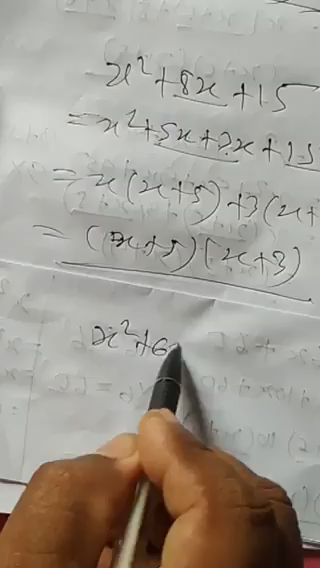 x²+8x+15
=x²+5x+3x+15
=x(x+5)+3(x+
=(x+5)(x+3)
x²+6